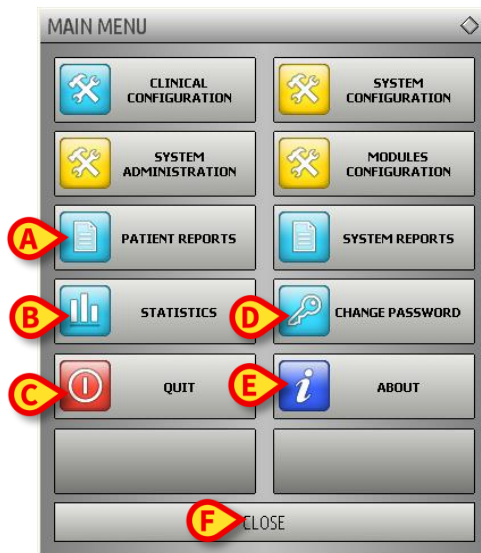 MAIN MENU
CLINICAL
CONFIGURATION
SYSTEM
CONFIGURATION
SYSTEM
ADMINISTRATION
MODULES
CONFIGURATION
A
PATIENT REPORTS
SYSTEM REPORTS
B
STATISTICS
D
CHANGE PASSWORD
C
QUIT
E
i
ABOUT
F
CLOSE